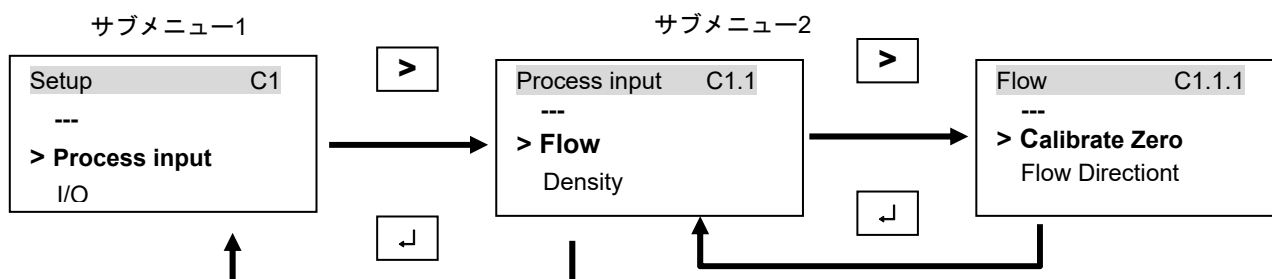 サブメニュー1
Setup C1
---
> Process input
I/O
>
↵
サブメニュー2
Process input C1.1
---
> Flow
Density
>
↵
Flow C1.1.1
---
> Calibrate Zero
Flow Directiont